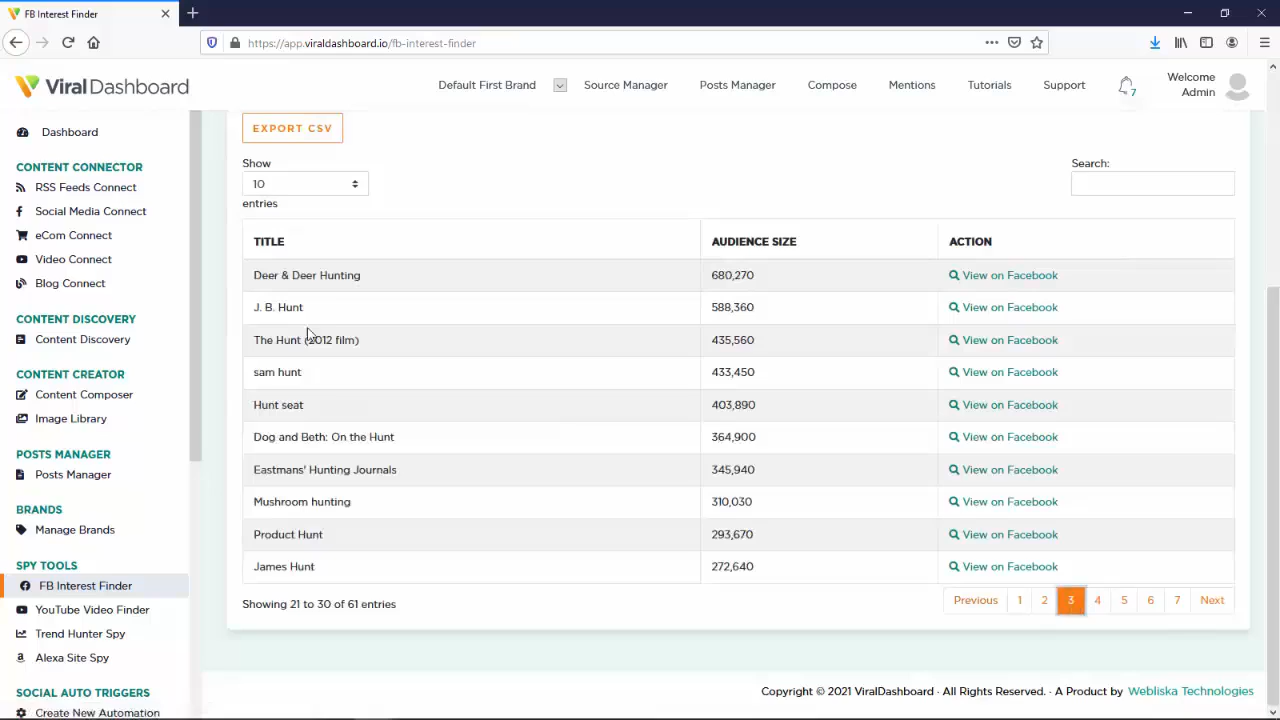 FB Interest Finder
https://app.viraldashboard.io/fb-interest-finder
ViralDashboard
Default First Brand
Source Manager
Posts Manager
Compose
Mentions
Tutorials
Support
7
Welcome
Admin
Dashboard
CONTENT CONNECTOR
RSS Feeds Connect
Social Media Connect
eCom Connect
Video Connect
Blog Connect
CONTENT DISCOVERY
Content Discovery
CONTENT CREATOR
Content Composer
Image Library
POSTS MANAGER
Posts Manager
BRANDS
Manage Brands
SPY TOOLS
FB Interest Finder
YouTube Video Finder
Trend Hunter Spy
Alexa Site Spy
SOCIAL AUTO TRIGGERS
Create New Automation
EXPORT CSV
Show
10
entries
Search:
TITLE AUDIENCE SIZE ACTION
Deer & Deer Hunting 680,270 View on Facebook
J. B. Hunt 588,360 View on Facebook
The Hunt (2012 film) 435,560 View on Facebook
sam hunt 433,450 View on Facebook
Hunt seat 403,890 View on Facebook
Dog and Beth: On the Hunt 364,900 View on Facebook
Eastmans' Hunting Journals 345,940 View on Facebook
Mushroom hunting 310,030 View on Facebook
Product Hunt 293,670 View on Facebook
James Hunt 272,640 View on Facebook
Showing 21 to 30 of 61 entries
Previous 1 2 3 4 5 6 7 Next
Copyright © 2021 ViralDashboard · All Rights Reserved. · A Product by Webliska Technologies